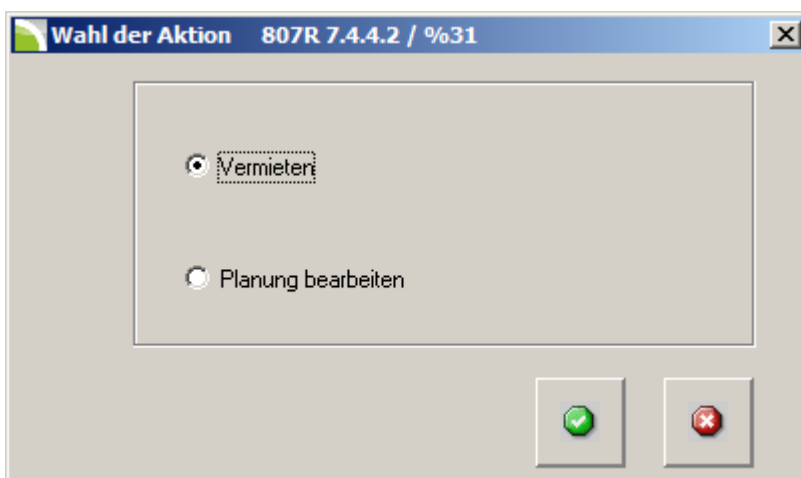 Wahl der Aktion 807R 7.4.4.2 / %31
Vermieten
Planung bearbeiten